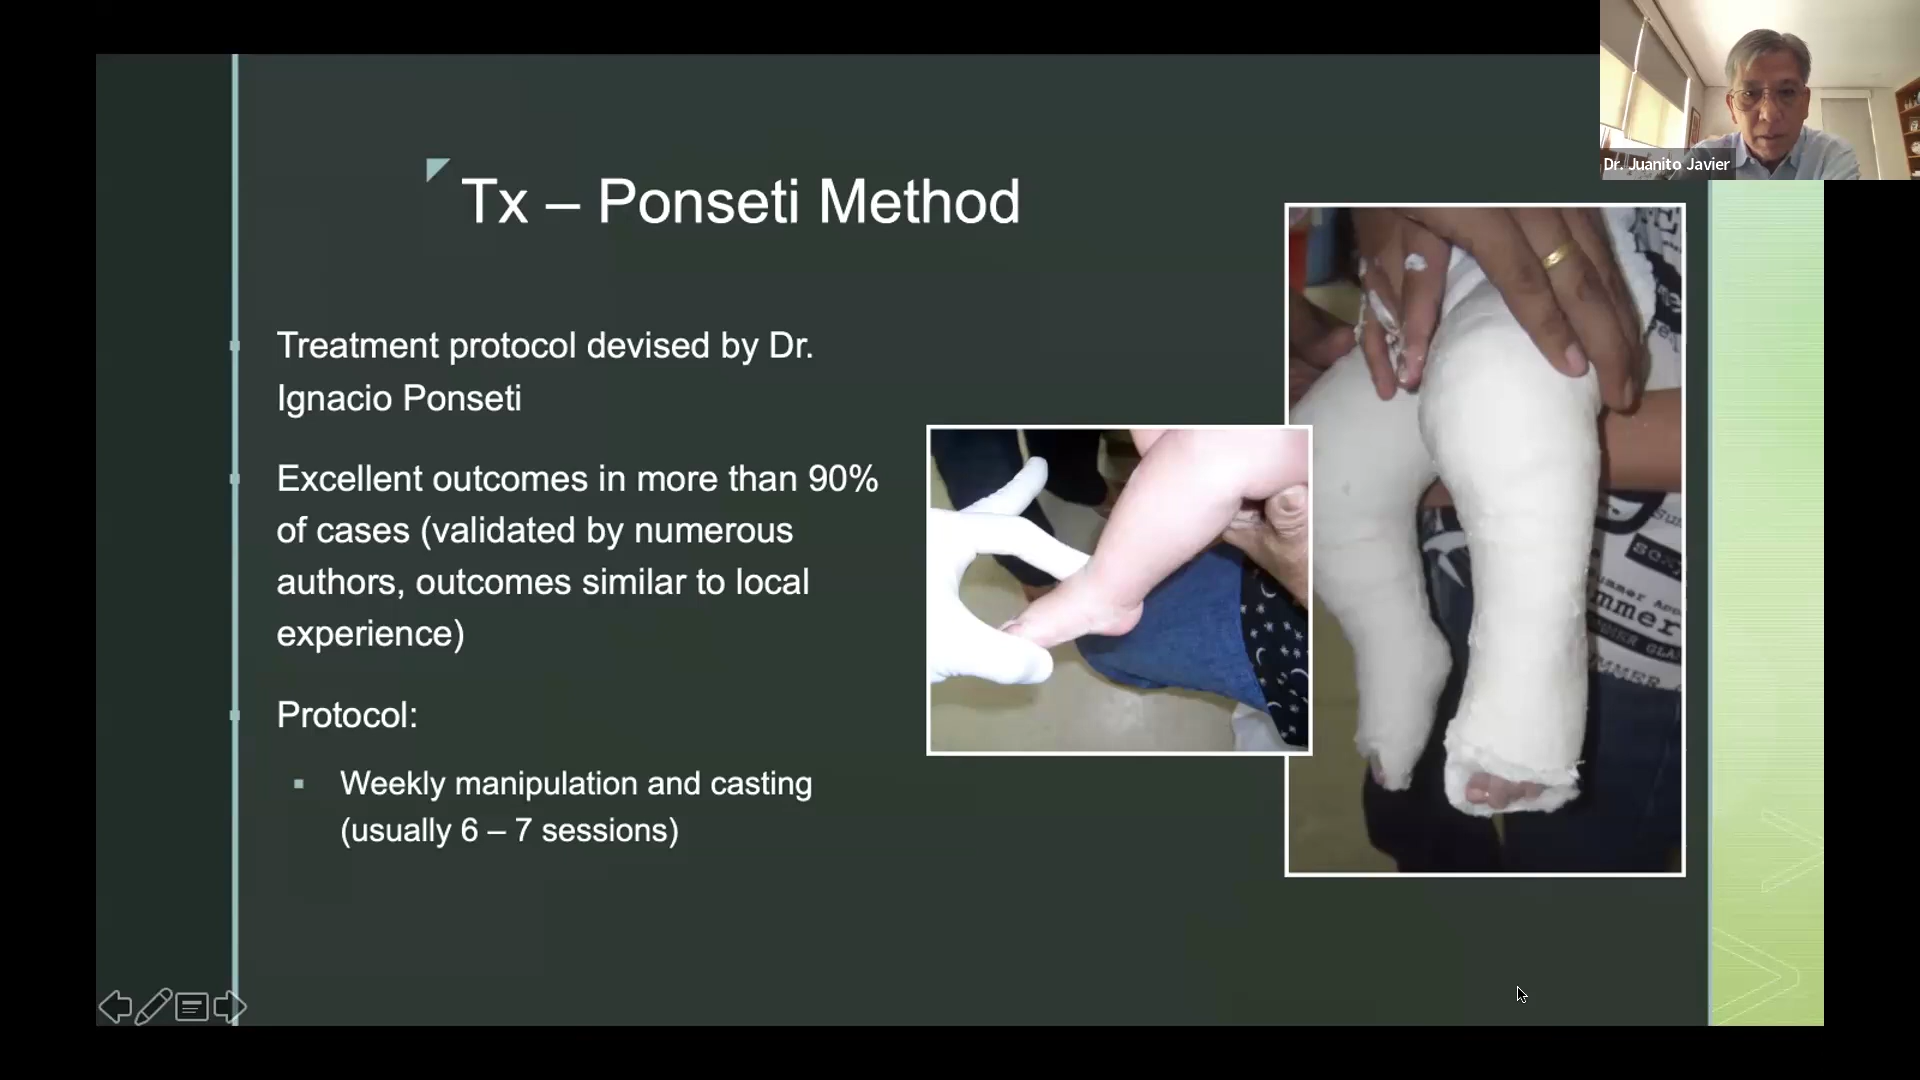 Dr. Juanito Javier
Tx – Ponseti Method
Treatment protocol devised by Dr.
Ignacio Ponseti
Excellent outcomes in more than 90%
of cases (validated by numerous
authors, outcomes similar to local
experience)
Protocol:
Weekly manipulation and casting
(usually 6 – 7 sessions)